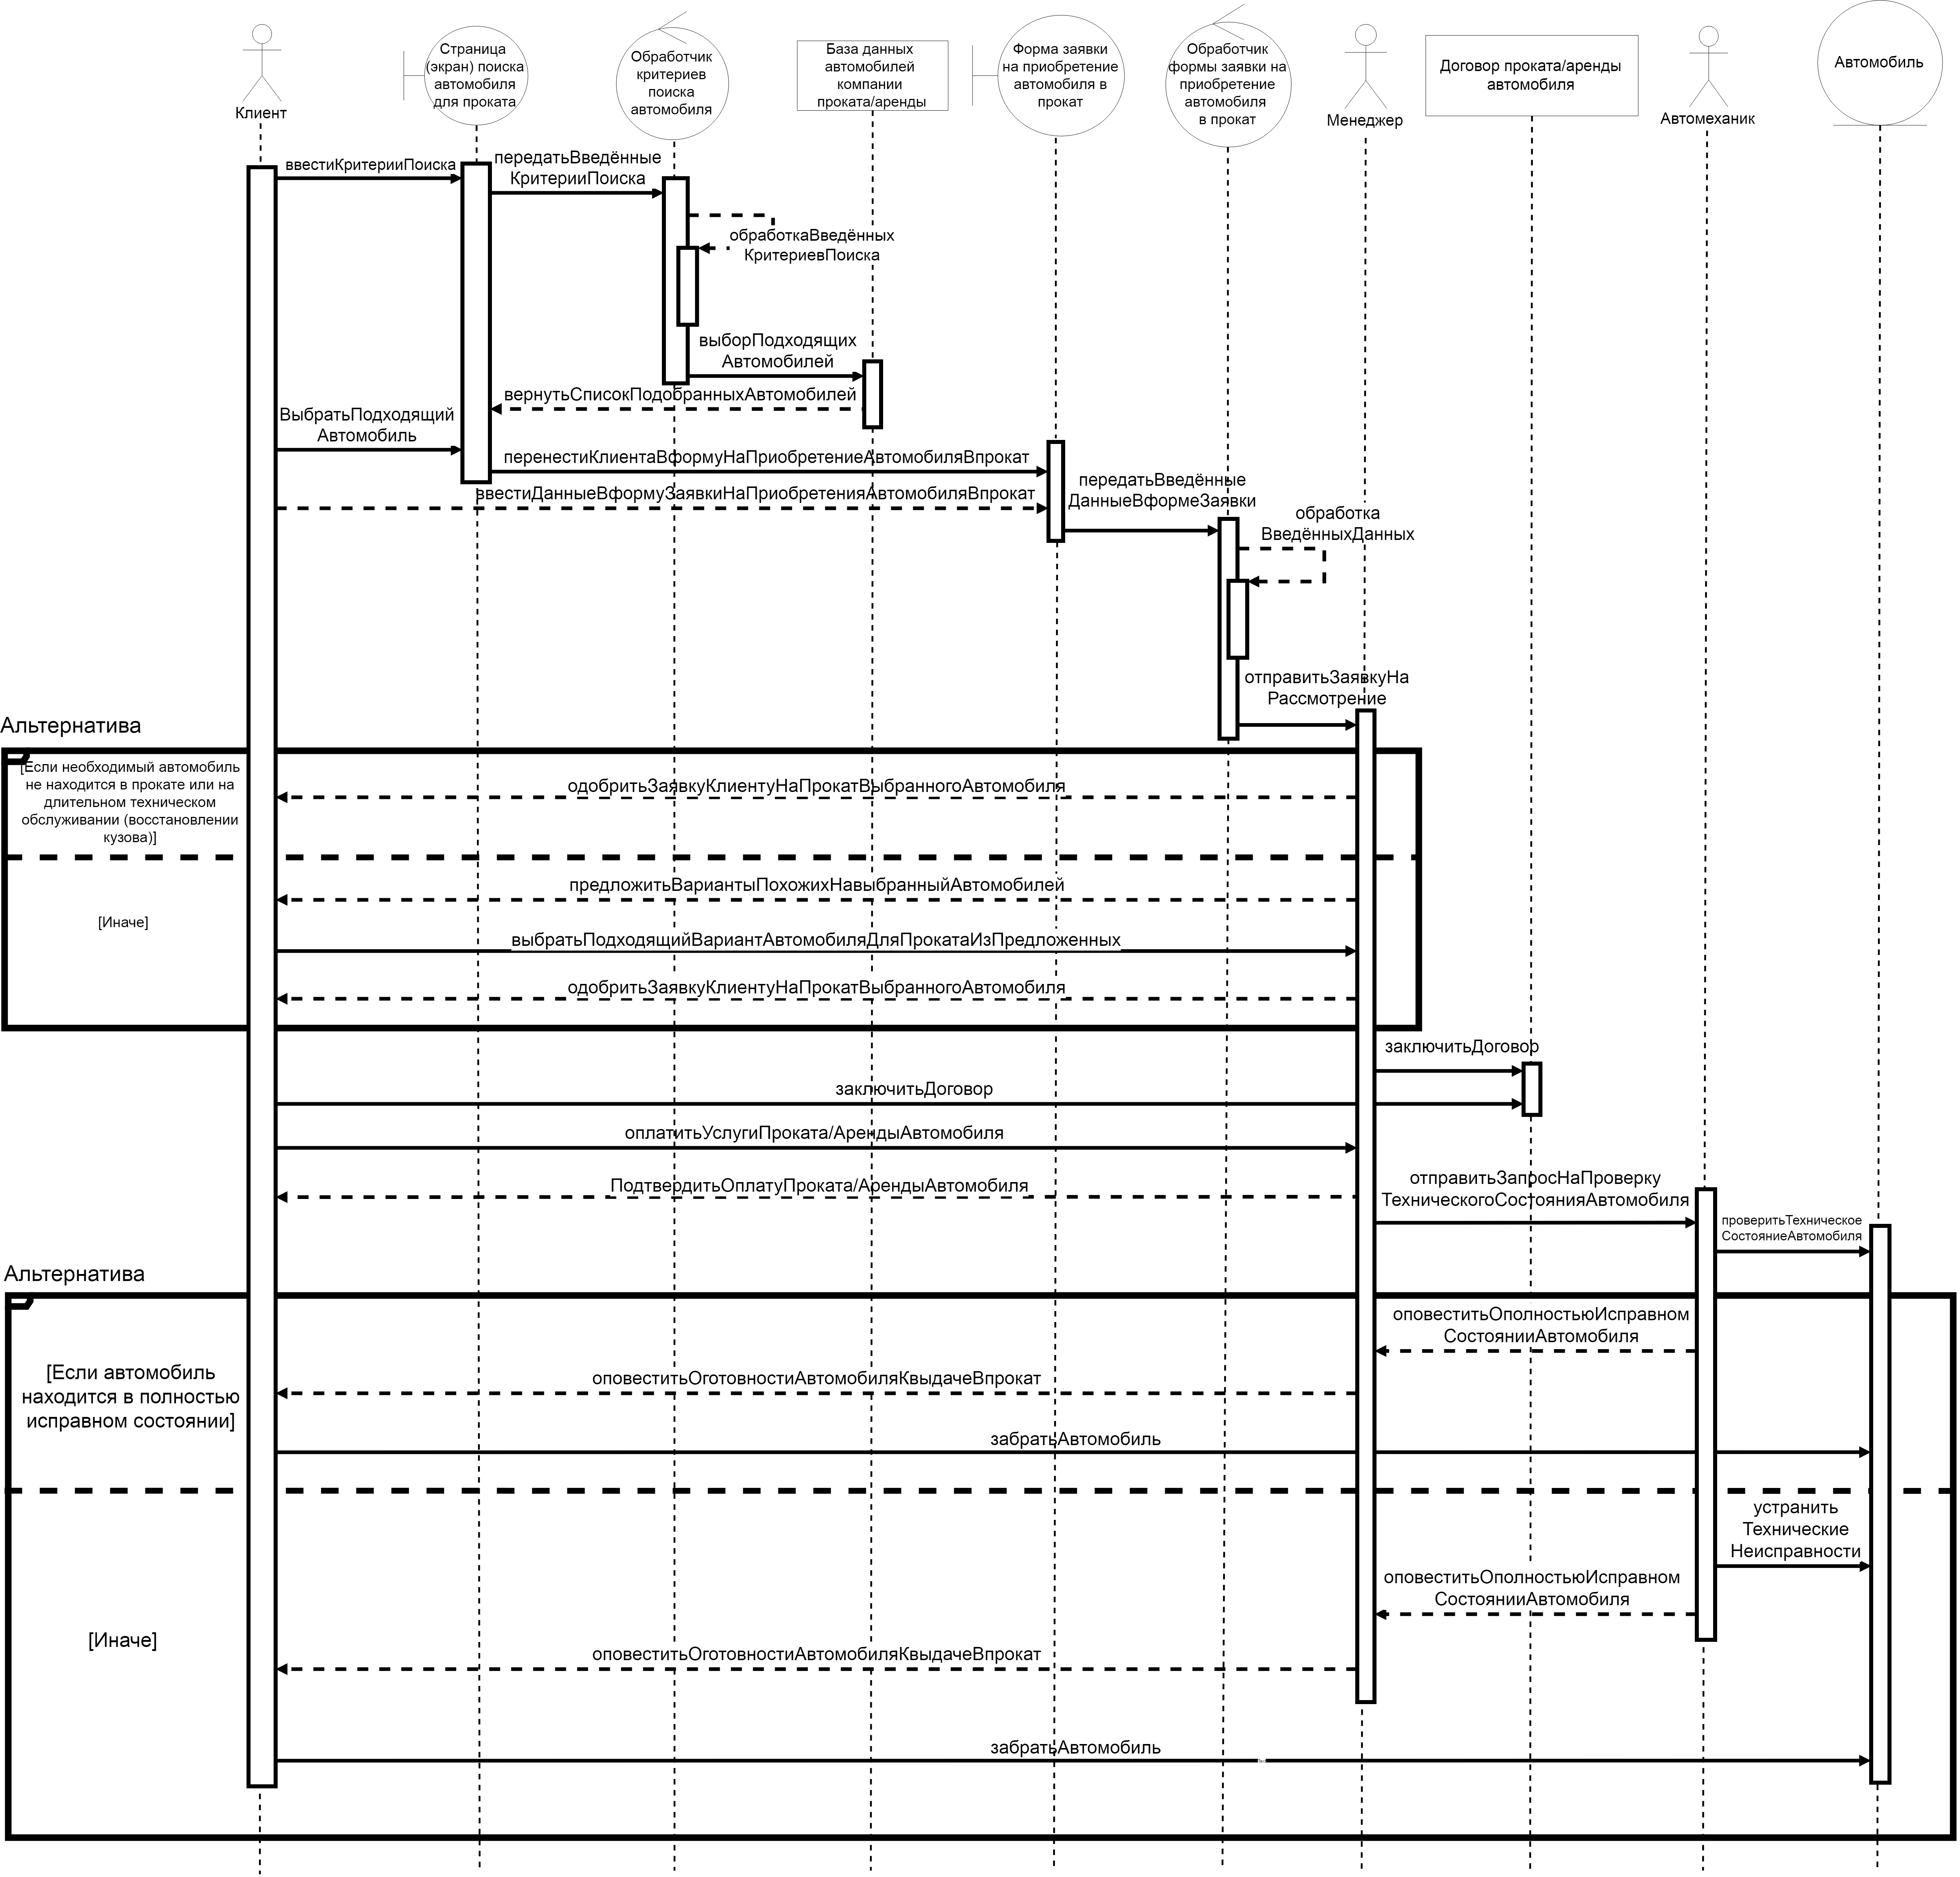 Клиент
Страница
(экран) поиска
автомобиля
для проката
Обработчик
критериев
поиска
автомобиля
База данных
автомобилей
компании
проката/аренды
Форма заявки
на приобретение
автомобиля в
прокат
Обработчик
формы заявки на
приобретение
автомобиля
в прокат
Менеджер
Договор проката/аренды
автомобиля
Автомеханик
Автомобиль
ввестиКритерииПоиска
передатьВведённые
КритерииПоиска
обработкаВведённых
КритериевПоиска
выборПодходящих
Автомобилей
вернутьСписокПодобранныхАвтомобилей
ВыбратьПодходящий
Автомобиль
перенестиКлиентаВформуНаПриобретениеАвтомобиляВпрокат
ввестиДанныеВформуЗаявкиНаПриобретенияАвтомобиляВпрокат
передатьВведённые
ДанныеВформеЗаявки
обработка
ВведённыхДанных
отправитьЗаявкуНа
Рассмотрение
Альтернатива
[Если необходимый автомобиль
не находится в прокате или на
длительном техническом
обслуживании (восстановлении
кузова)]
одобритьЗаявкуКлиентуНаПрокатВыбранногоАвтомобиля
предложитьВариантыПохожихНавыбранныйАвтомобилей
[Иначе]
выбратьПодходящийВариантАвтомобиляДляПрокатаИзПредложенных
одобритьЗаявкуКлиентуНаПрокатВыбранногоАвтомобиля
заключитьДоговор
заключитьДоговор
оплатитьУслугиПроката/АрендыАвтомобиля
ПодтвердитьОплатуПроката/АрендыАвтомобиля
отправитьЗапросНаПроверку
ТехническогоСостоянияАвтомобиля
проверитьТехническое
СостояниеАвтомобиля
Альтернатива
оповеститьОполностьюИсправном
СостоянииАвтомобиля
[Если автомобиль
находится в полностью
исправном состоянии]
оповеститьОготовностиАвтомобиляКвыдачеВпрокат
забратьАвтомобиль
устранить
Технические
Неисправности
оповеститьОполностьюИсправном
СостоянииАвтомобиля
[Иначе]
оповеститьОготовностиАвтомобиляКвыдачеВпрокат
забратьАвтомобиль